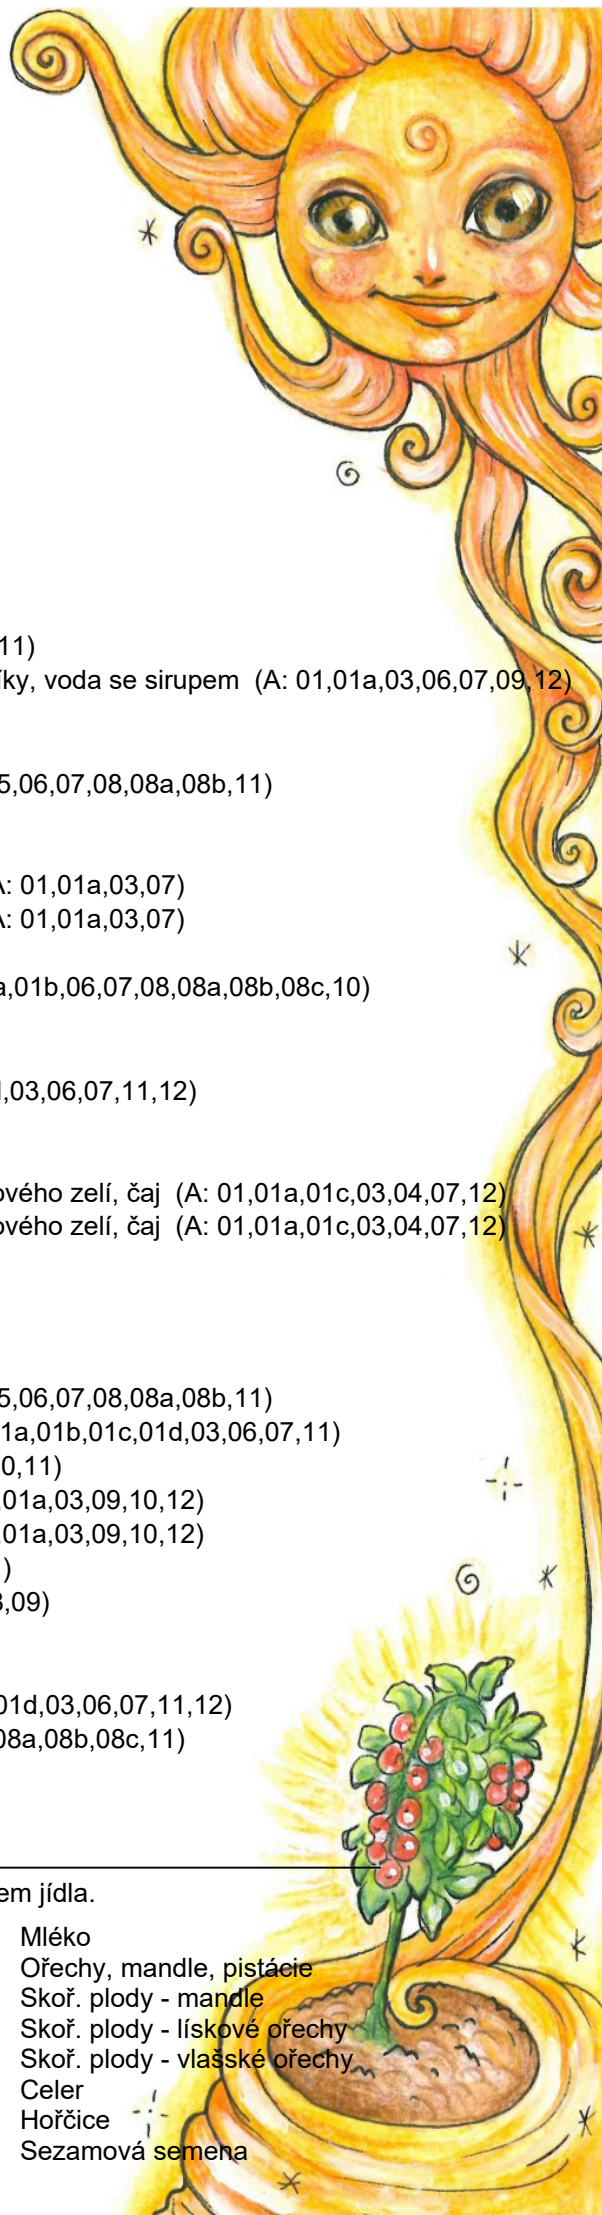 11)
íky, voda se sirupem (A: 01,01a,03,06,07,09,12)
5,06,07,08,08a,08b,11)
A: 01,01a,03,07)
A: 01,01a,03,07)
a,01b,06,07,08,08a,08b,08c,10)
,03,06,07,11,12)
ového zelí, čaj (A: 01,01a,01c,03,04,07,12)
ového zelí, čaj (A: 01,01a,01c,03,04,07,12)
5,06,07,08,08a,08b,11)
1a,01b,01c,01d,03,06,07,11)
0,11)
,01a,03,09,10,12)
,01a,03,09,10,12)
)
,09)
01d,03,06,07,11,12)
08a,08b,08c,11)
em jídla.
Mléko
Ořechy, mandle, pistácie
Skoř. plody - mandle
Skoř. plody - lískové ořechy
Skoř. plody - vlašské ořechy
Celer
Hořčice
Sezamová semena